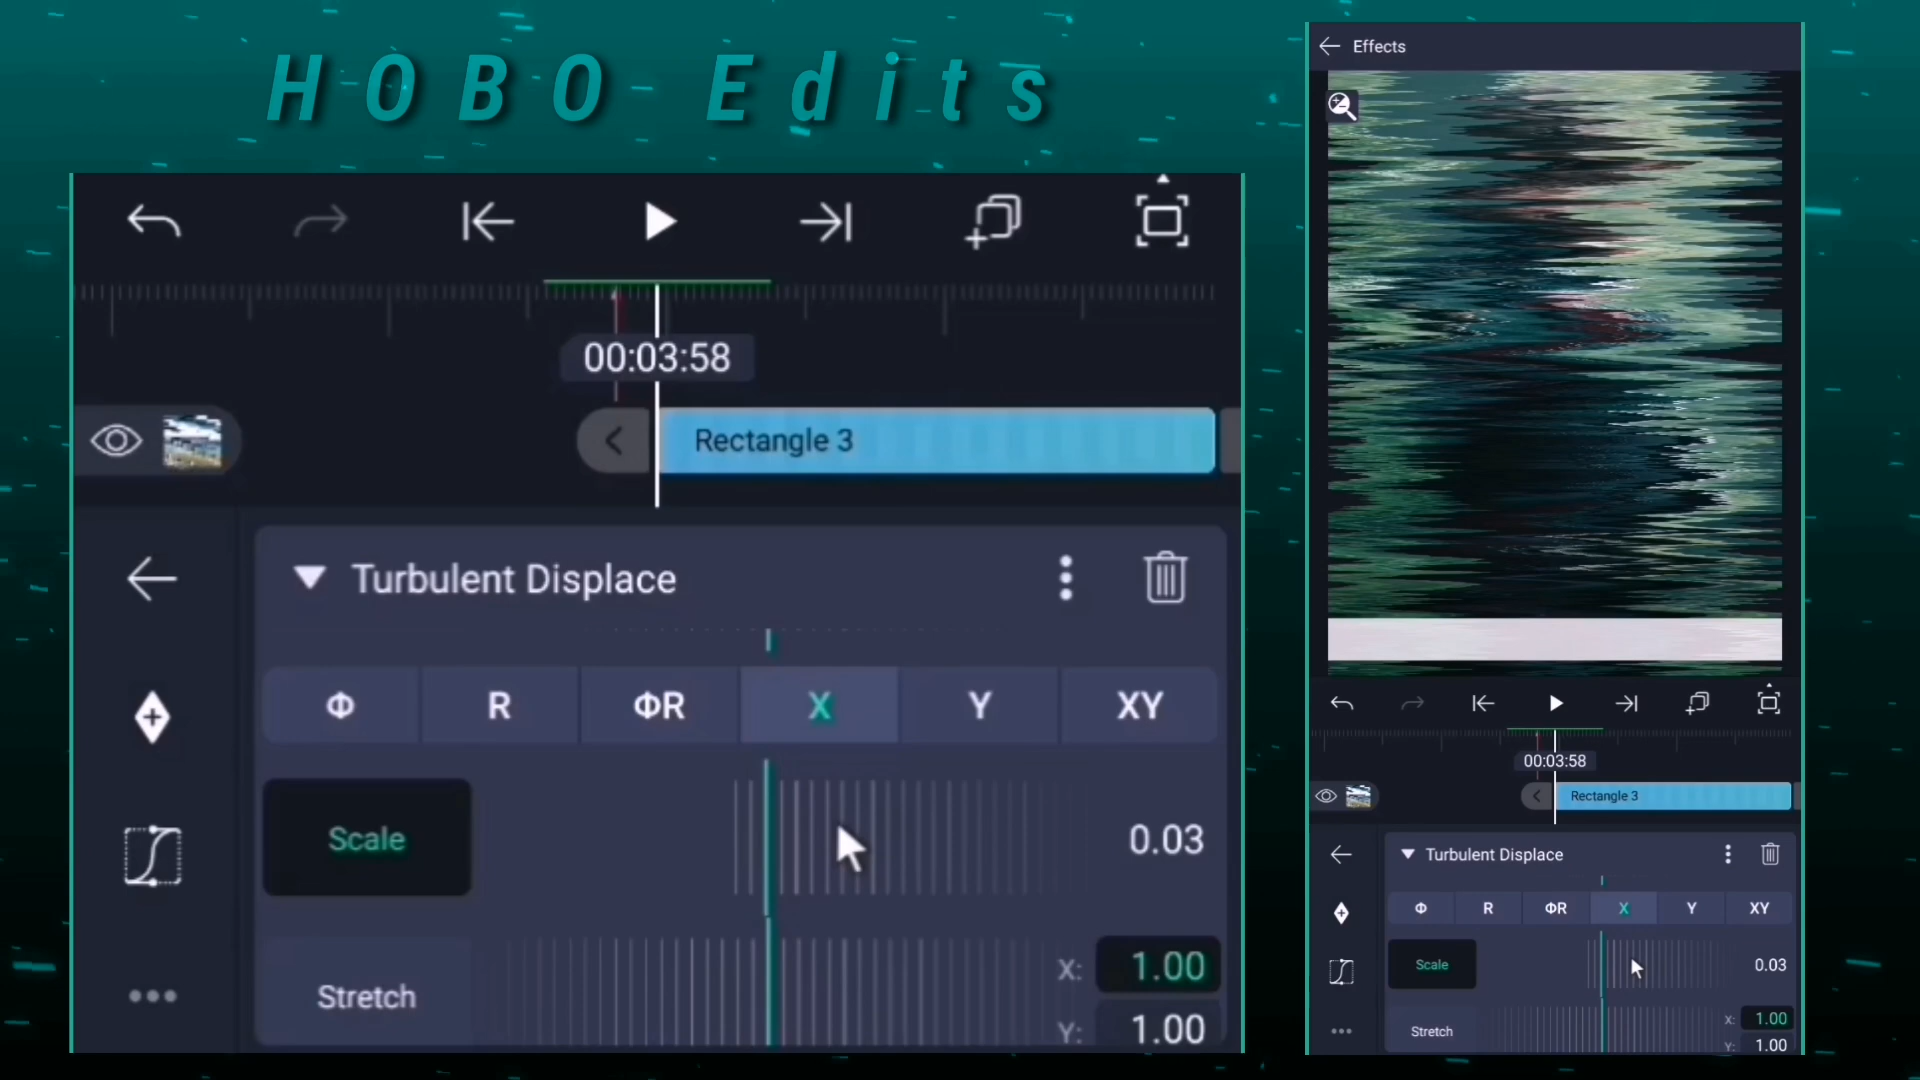 HOBO Edits
00:03:58
Rectangle 3
Turbulent Displace
Φ R ΦR X Y XY
Scale 0.03
Stretch X: 1.00
Y: 1.00
Effects
00:03:58
Rectangle 3
Turbulent Displace
Φ R ΦR X Y XY
Scale 0.03
Stretch X: 1.00
Y: 1.00